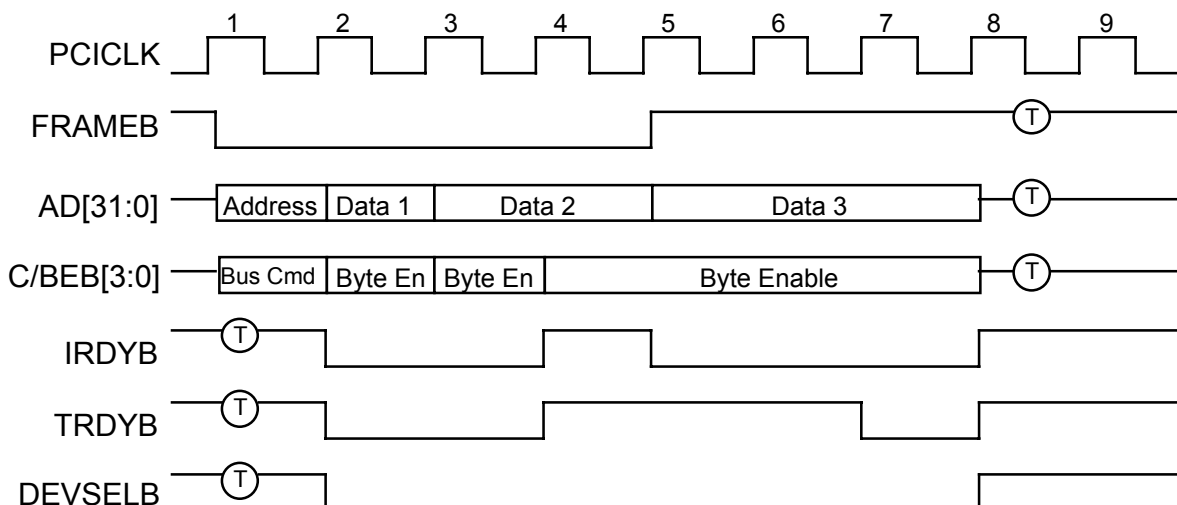 1 2 3 4 5 6 7 8 9
PCICLK
FRAMEB T
AD[31:0] Address Data 1 Data 2 Data 3 T
C/BEB[3:0] Bus Cmd Byte En Byte En Byte Enable T
IRDYB T
TRDYB T
DEVSELB T